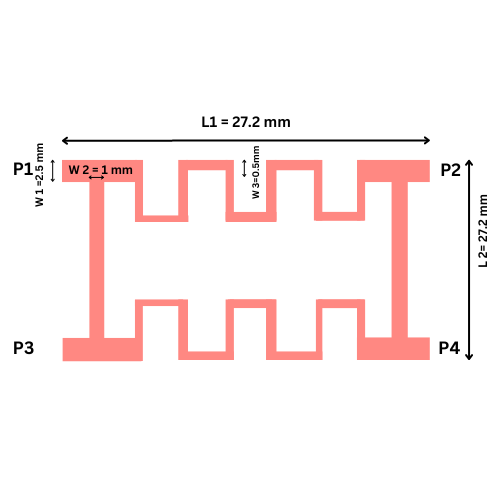 L1 = 27.2 mm
P1
W 1 =2.5 mm
W 2 = 1 mm
W 3=0.5mm
P2
L 2= 27.2 mm
P3
P4